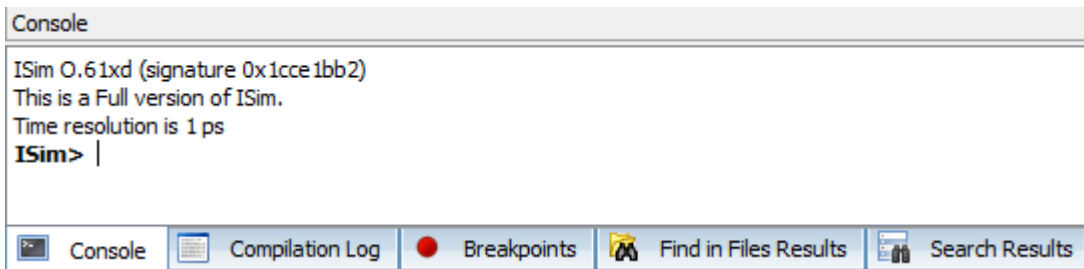 Console
ISim O.61xd (signature 0x1cce1bb2)
This is a Full version of ISim.
Time resolution is 1 ps
ISim>
Console Compilation Log Breakpoints Find in Files Results Search Results